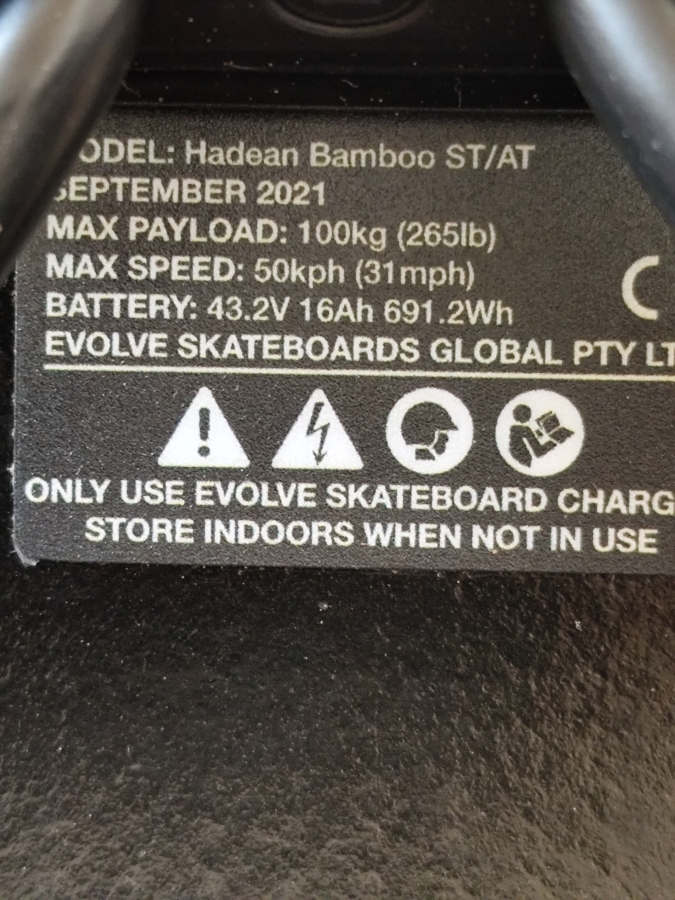 MODEL: Hadean Bamboo ST/AT
SEPTEMBER 2021
MAX PAYLOAD: 100kg (265lb)
MAX SPEED: 50kph (31mph)
BATTERY: 43.2V 16Ah 691.2Wh
EVOLVE SKATEBOARDS GLOBAL PTY LT
ONLY USE EVOLVE SKATEBOARD CHARG
STORE INDOORS WHEN NOT IN USE